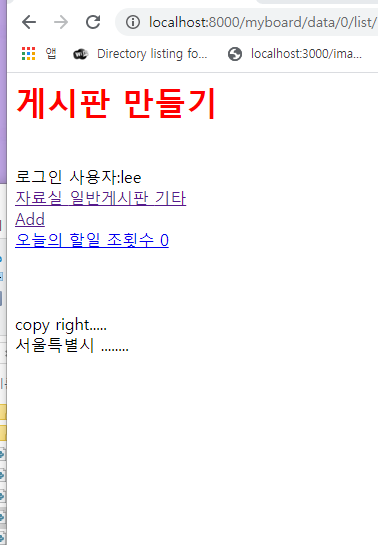 localhost:8000/myboard/data/0/list/
앱 Directory listing fo... localhost:3000/ima...
게시판 만들기
로그인 사용자:lee
자료실 일반게시판 기타
Add
오늘의 할일 조횟수 0
copy right.....
서울특별시 ........